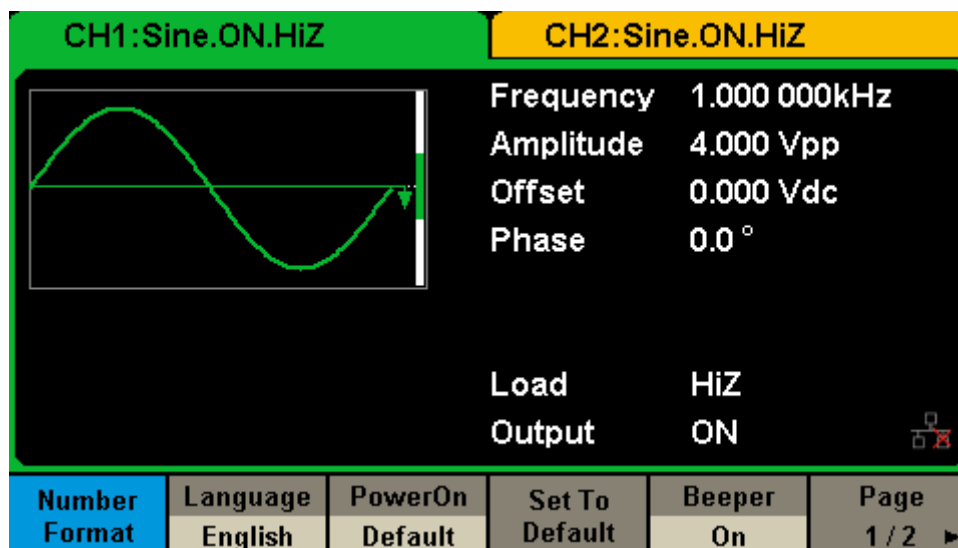 CH1:Sine.ON.HiZ
CH2:Sine.ON.HiZ
Frequency 1.000 000kHz
Amplitude 4.000 Vpp
Offset 0.000 Vdc
Phase 0.0 °
Load HiZ
Output ON
Number Format
Language English
PowerOn Default
Set To Default
Beeper On
Page 1 / 2 ►